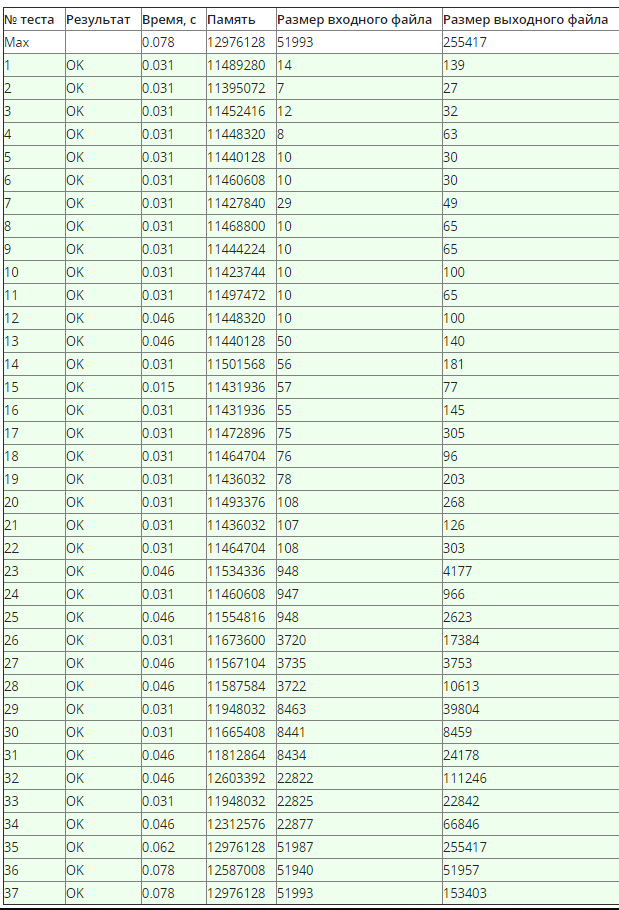 № теста Результат Время, с Память Размер входного файла Размер выходного файла
Max 0.078 12976128 51993 255417
1 OK 0.031 11489280 14 139
2 OK 0.031 11395072 7 27
3 OK 0.031 11452416 12 32
4 OK 0.031 11448320 8 63
5 OK 0.031 11440128 10 30
6 OK 0.031 11460608 10 30
7 OK 0.031 11427840 29 49
8 OK 0.031 11468800 10 65
9 OK 0.031 11444224 10 65
10 OK 0.031 11423744 10 100
11 OK 0.031 11497472 10 65
12 OK 0.046 11448320 10 100
13 OK 0.046 11440128 50 140
14 OK 0.031 11501568 56 181
15 OK 0.015 11431936 57 77
16 OK 0.031 11431936 55 145
17 OK 0.031 11472896 75 305
18 OK 0.031 11464704 76 96
19 OK 0.031 11436032 78 203
20 OK 0.031 11493376 108 268
21 OK 0.031 11436032 107 126
22 OK 0.031 11464704 108 303
23 OK 0.046 11534336 948 4177
24 OK 0.031 11460608 947 966
25 OK 0.046 11554816 948 2623
26 OK 0.031 11673600 3720 17384
27 OK 0.046 11567104 3735 3753
28 OK 0.046 11587584 3722 10613
29 OK 0.031 11948032 8463 39804
30 OK 0.031 11665408 8441 8459
31 OK 0.046 11812864 8434 24178
32 OK 0.046 12603392 22822 111246
33 OK 0.031 11948032 22825 22842
34 OK 0.046 12312576 22877 66846
35 OK 0.062 12976128 51987 255417
36 OK 0.078 12587008 51940 51957
37 OK 0.078 12976128 51993 153403